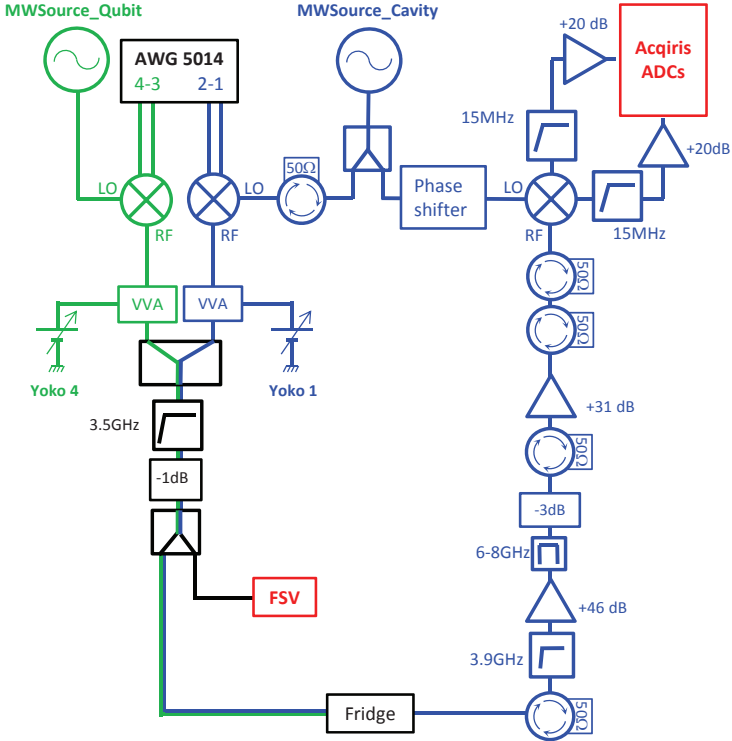 MWSource_Qubit
MWSource_Cavity
+20 dB
Acqiris
ADCs
AWG 5014
4-3
2-1
15MHz
+20dB
50Ω
LO
LO
Phase
shifter
LO
RF
RF
RF
15MHz
50Ω
VVA
VVA
50Ω
Yoko 4
Yoko 1
+31 dB
3.5GHz
50Ω
-1dB
-3dB
6-8GHz
FSV
+46 dB
3.9GHz
Fridge
50Ω